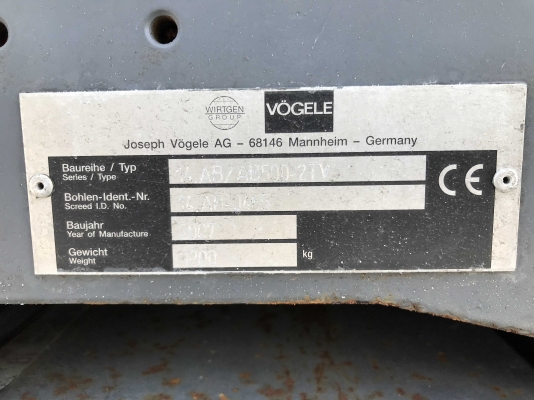 WIRTGEN
GROUP
VÖGELE
Joseph Vögele AG – 68146 Mannheim – Germany
Baureihe / Typ
Series / Type
CE
Bohlen-Ident.-Nr.
Screed I.D. No.
Baujahr
Year of Manufacture
Gewicht
Weight
kg